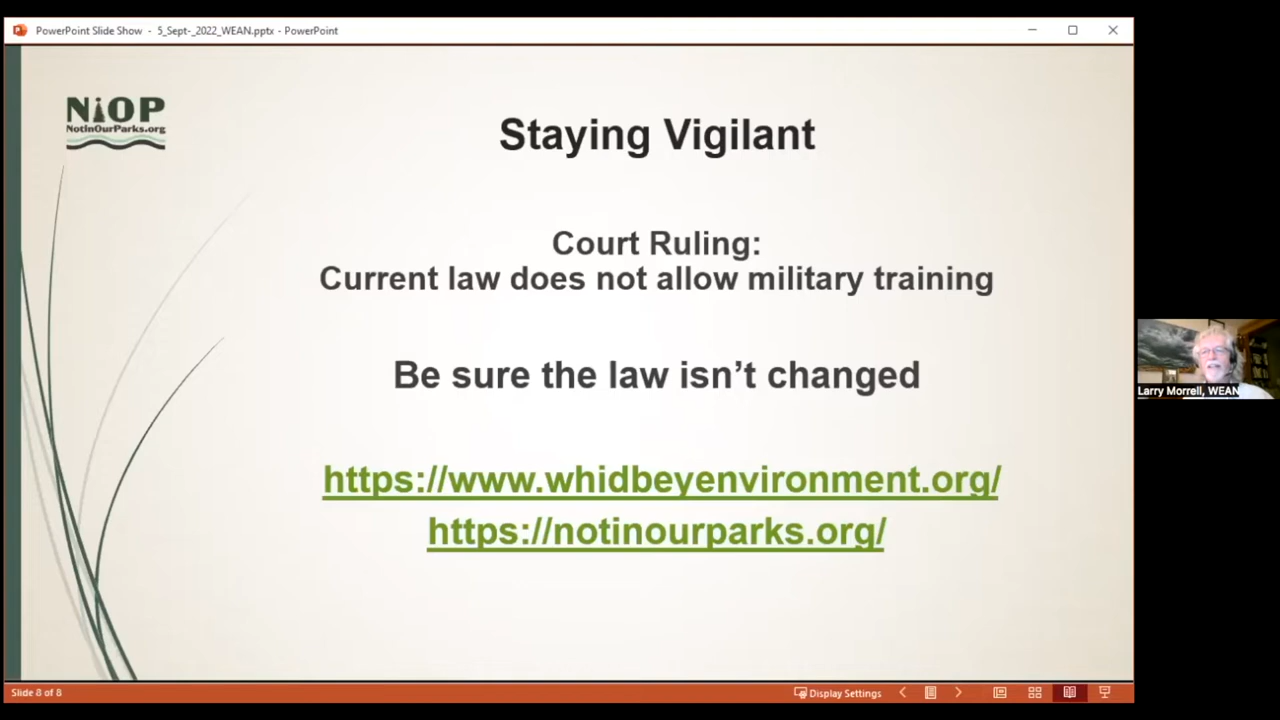 PowerPoint Slide Show - 5_Sept-_2022_WEAN.pptx - PowerPoint
NiOP
NotInOurParks.org
Staying Vigilant
Court Ruling:
Current law does not allow military training
Be sure the law isn't changed
https://www.whidbeyenvironment.org/
https://notinourparks.org/
Larry Morrell, WEAN
Slide 8 of 8
Display Settings